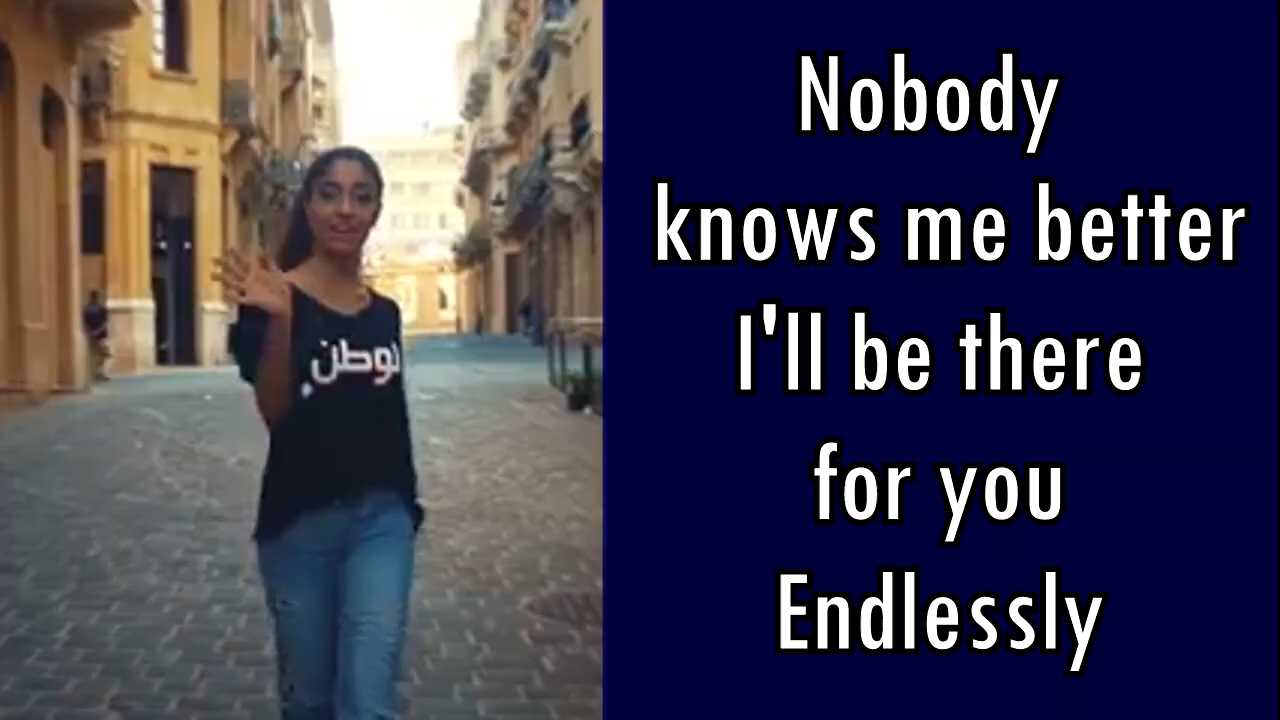 لوطن
Nobody
knows me better
I'll be there
for you
Endlessly